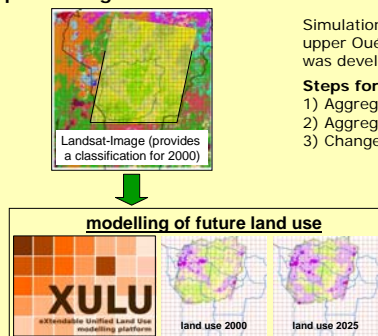 Simulation
upper Oue
was devel
Steps for
1) Aggreg
2) Aggreg
3) Change
Landsat-Image (provides
a classification for 2000)
modelling of future land use
XULU
eXtendable Unified Land Use
modelling platform
land use 2000
land use 2025